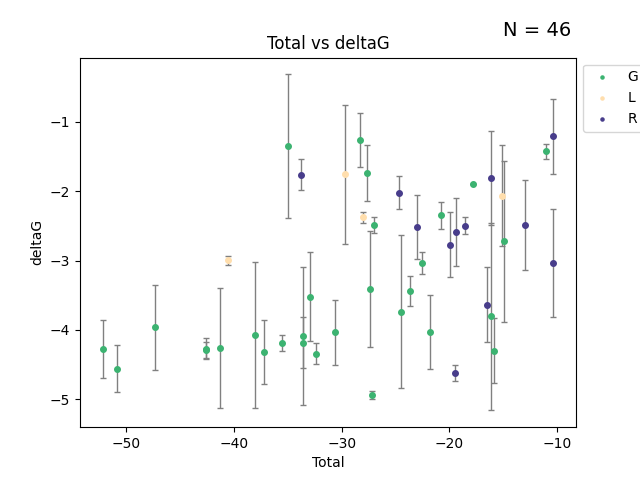 N = 46
Total vs deltaG
G
L
R
−1
−2
−3
−4
−5
deltaG
−50 −40 −30 −20 −10
Total